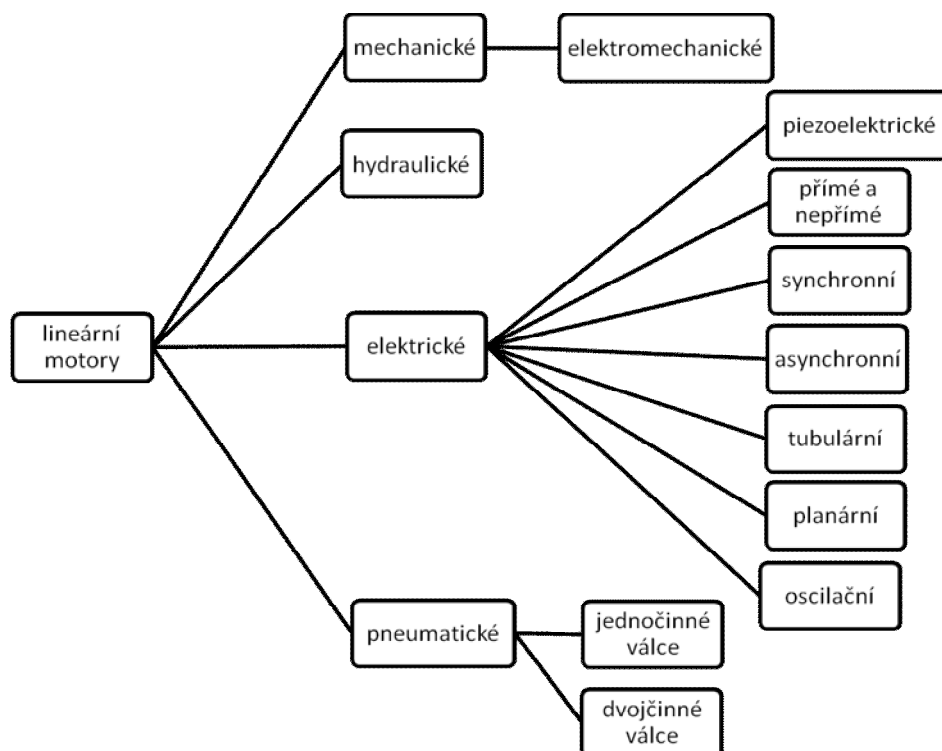 mechanické
elektromechanické
piezoelektrické
hydraulické
přímé a
nepřímé
synchronní
lineární
motory
elektrické
asynchronní
tubulární
planární
oscilační
pneumatické
jednočinné
válce
dvojčinné
válce